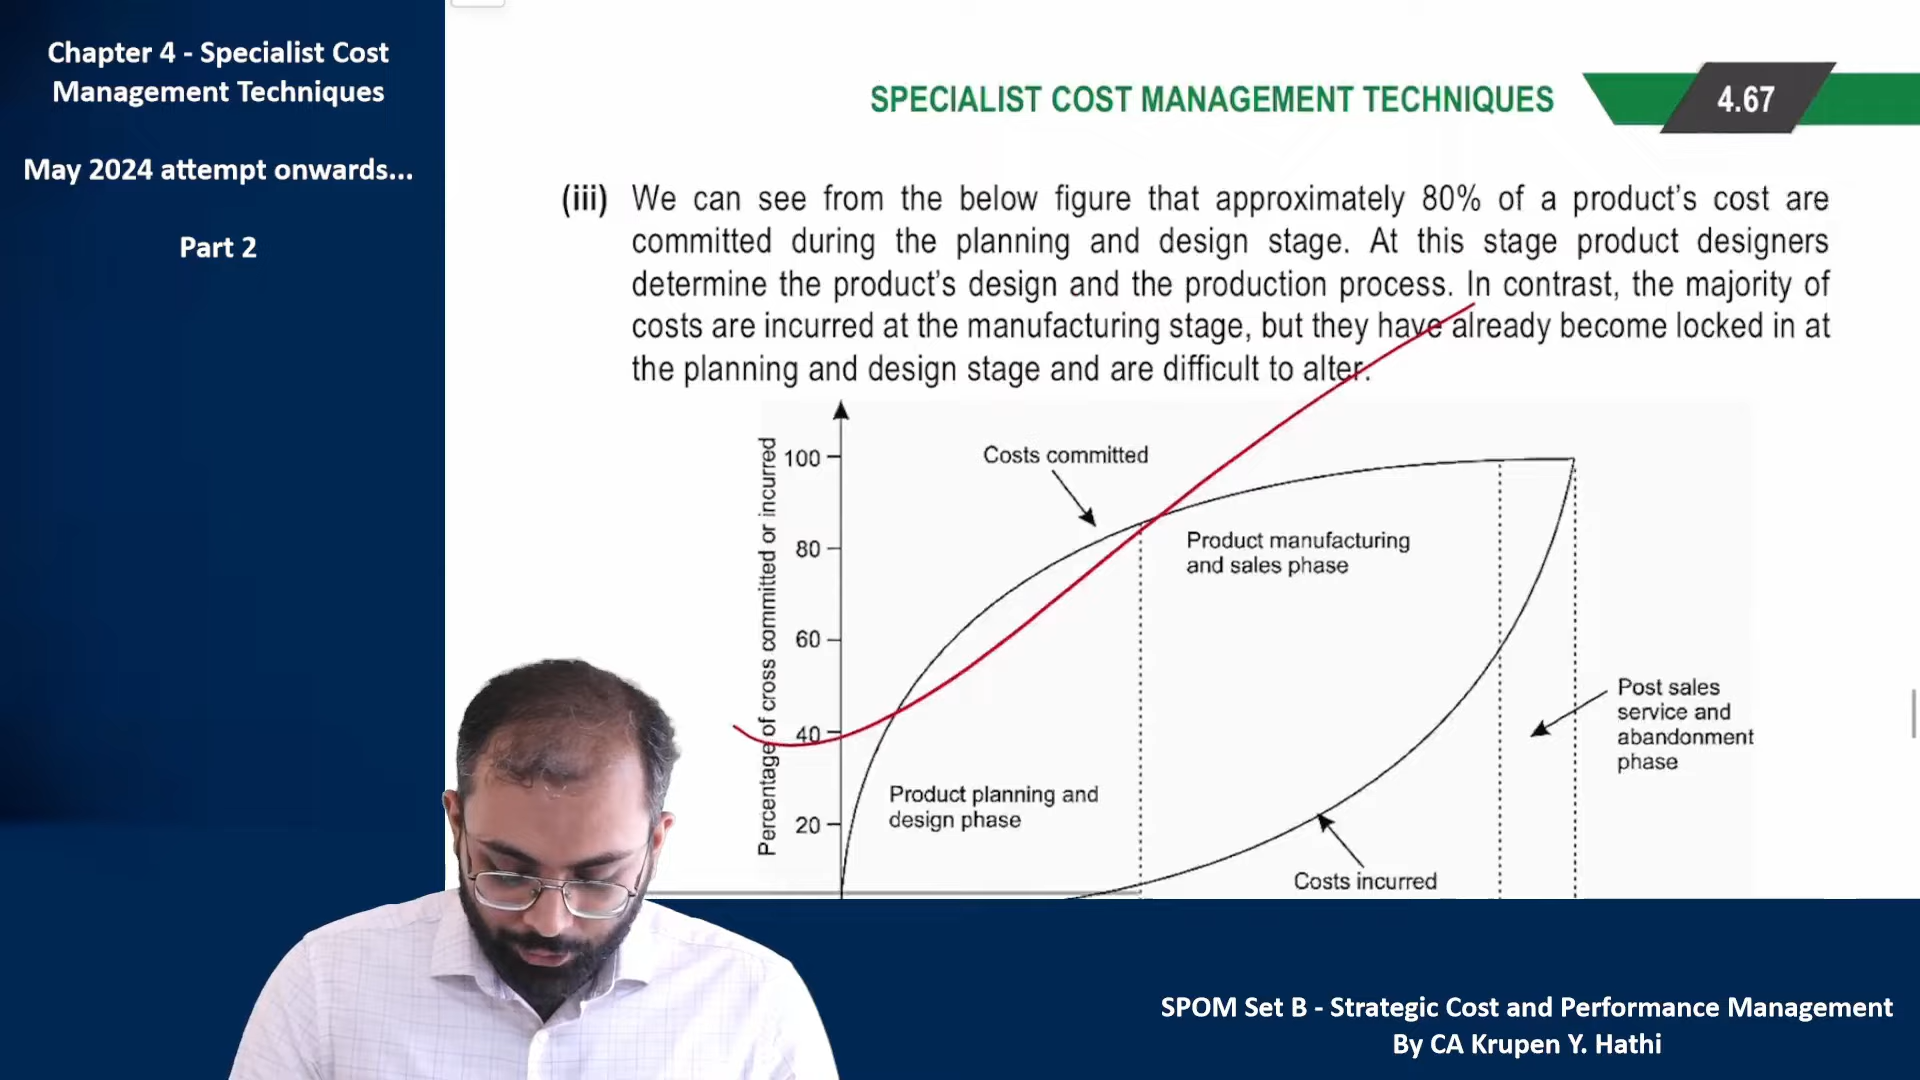 Chapter 4 - Specialist Cost
Management Techniques
May 2024 attempt onwards...
Part 2
SPECIALIST COST MANAGEMENT TECHNIQUES
4.67
(iii) We can see from the below figure that approximately 80% of a product's cost are
committed during the planning and design stage. At this stage product designers
determine the product's design and the production process. In contrast, the majority of
costs are incurred at the manufacturing stage, but they have already become locked in at
the planning and design stage and are difficult to alter.
Percentage of cross committed or incurred
100
80
60
40
20
Costs committed
Product manufacturing
and sales phase
Post sales
service and
abandonment
phase
Product planning and
design phase
Costs incurred
SPOM Set B - Strategic Cost and Performance Management
By CA Krupen Y. Hathi